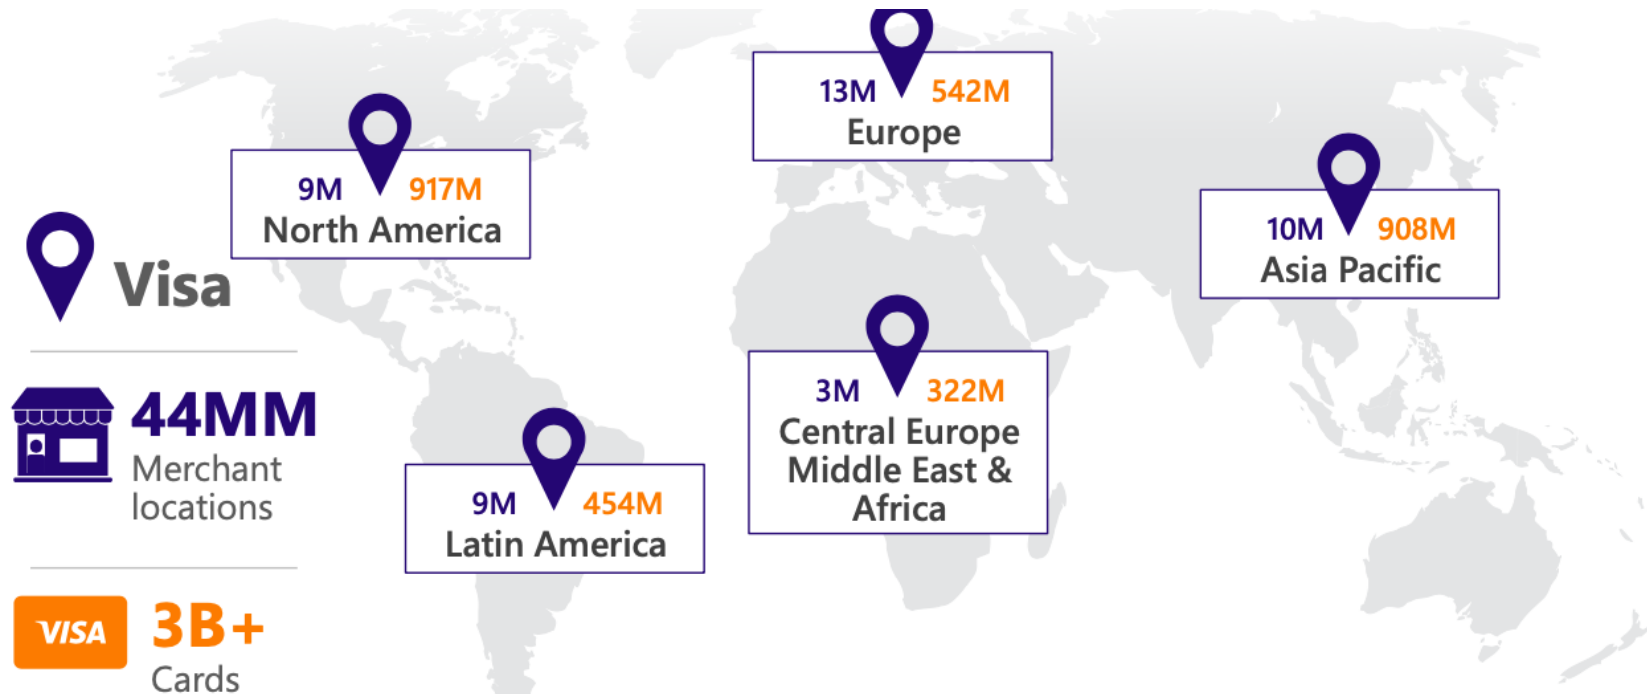 13M 542M
Europe
9M 917M
North America
10M 908M
Asia Pacific
Visa
3M 322M
Central Europe
Middle East &
Africa
44MM
Merchant
locations
9M 454M
Latin America
VISA
3B+
Cards